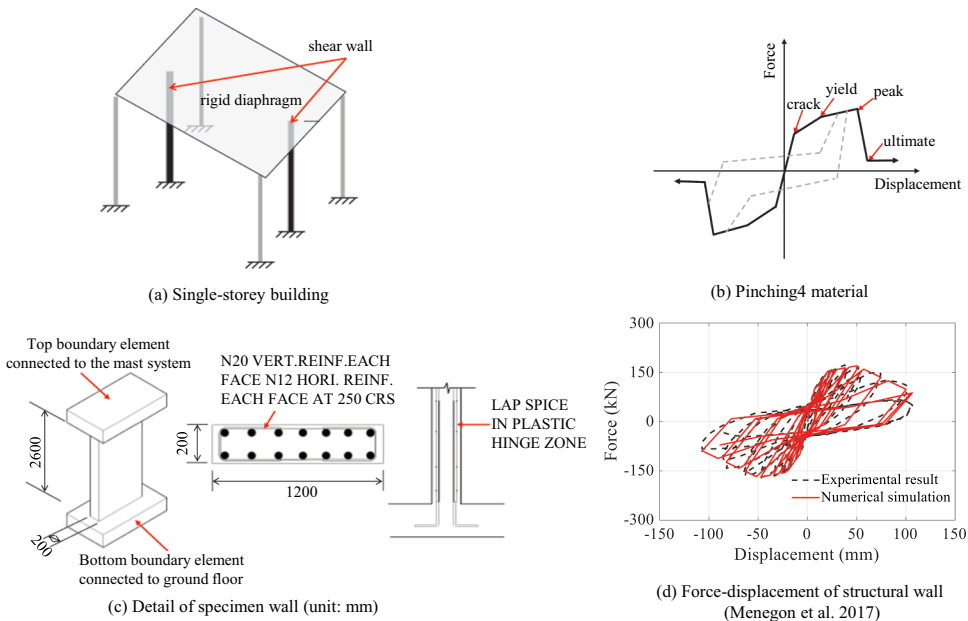 shear wall
rigid diaphragm
(a) Single-storey building
Force
crack
yield
peak
ultimate
Displacement
(b) Pinching4 material
Top boundary element
connected to the mast system
2600
200
Bottom boundary element
connected to ground floor
N20 VERT.REINF.EACH
FACE N12 HORI. REINF.
EACH FACE AT 250 CRS
200
1200
LAP SPICE
IN PLASTIC
HINGE ZONE
(c) Detail of specimen wall (unit: mm)
300
150
0
-150
-300
Force (kN)
Experimental result
Numerical simulation
-150 -100 -50 0 50 100 150
Displacement (mm)
(d) Force-displacement of structural wall
(Menegon et al. 2017)